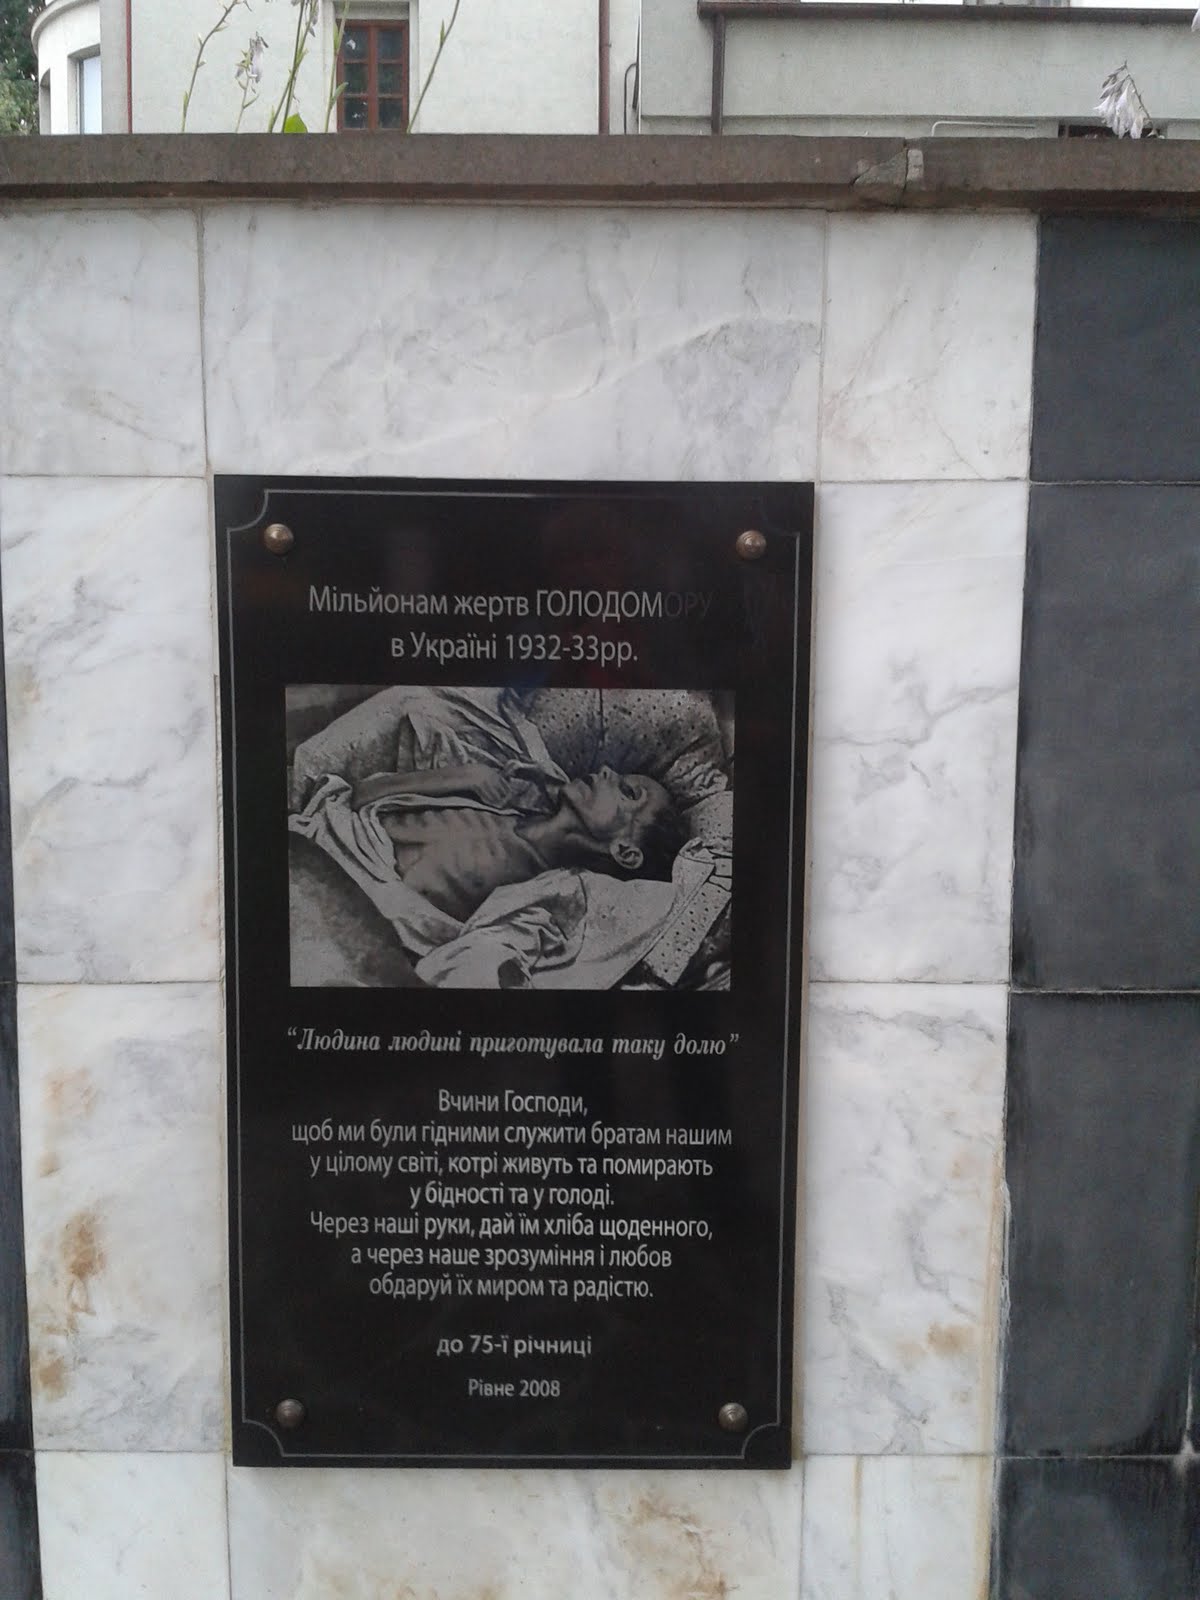 Мільйонам жертв ГОЛОДОМОРУ
в Україні 1932-33рр.
“Людина людині приготувала таку долю”
Вчини Господи,
щоб ми були гідними служити братам нашим
у цілому світі, котрі живуть та помирають
у бідності та у голоді.
Через наші руки, дай їм хліба щоденного,
а через наше зрозуміння і любов
обдаруй їх миром та радістю.
до 75-ї річниці
Рівне 2008